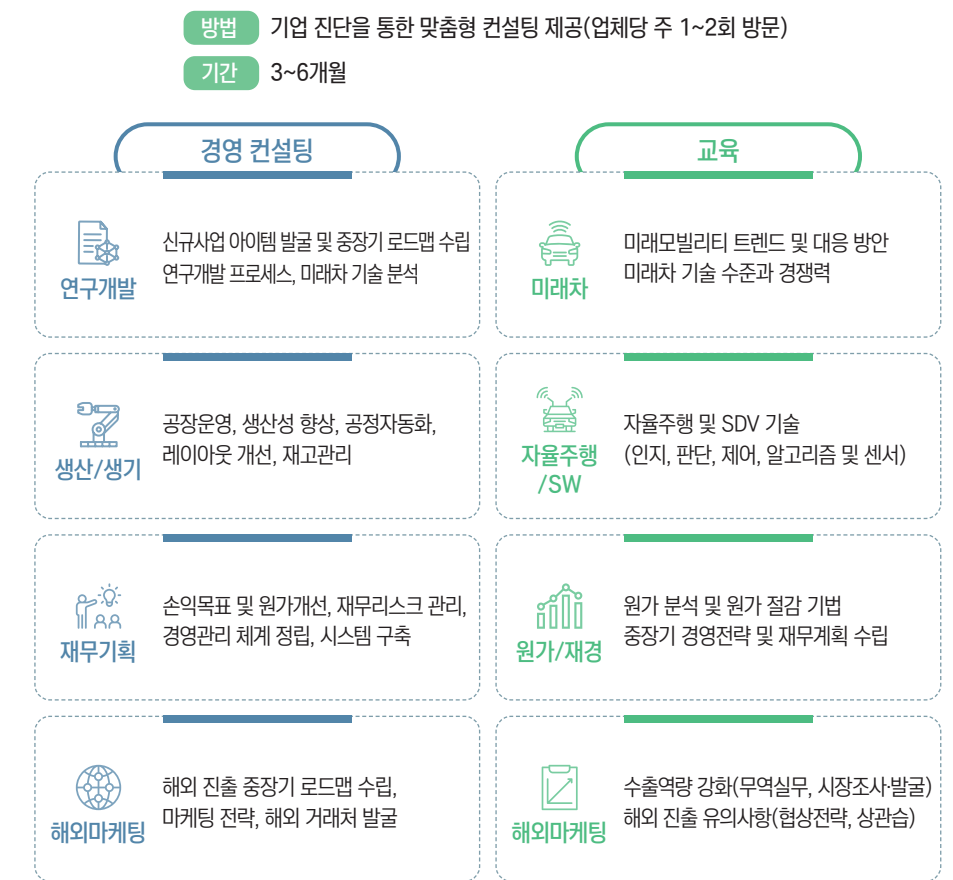 방법 기업 진단을 통한 맞춤형 컨설팅 제공(업체당 주 1~2회 방문)
기간 3~6개월
경영 컨설팅
연구개발
신규사업 아이템 발굴 및 중장기 로드맵 수립
연구개발 프로세스, 미래차 기술 분석
생산/생기
공장운영, 생산성 향상, 공정자동화,
레이아웃 개선, 재고관리
재무기획
손익목표 및 원가개선, 재무리스크 관리,
경영관리 체계 정립, 시스템 구축
해외마케팅
해외 진출 중장기 로드맵 수립,
마케팅 전략, 해외 거래처 발굴
교육
미래차
미래모빌리티 트렌드 및 대응 방안
미래차 기술 수준과 경쟁력
자율주행
/SW
자율주행 및 SDV 기술
(인지, 판단, 제어, 알고리즘 및 센서)
원가/재경
원가 분석 및 원가 절감 기법
중장기 경영전략 및 재무계획 수립
해외마케팅
수출역량 강화(무역실무, 시장조사·발굴)
해외 진출 유의사항(협상전략, 상관습)